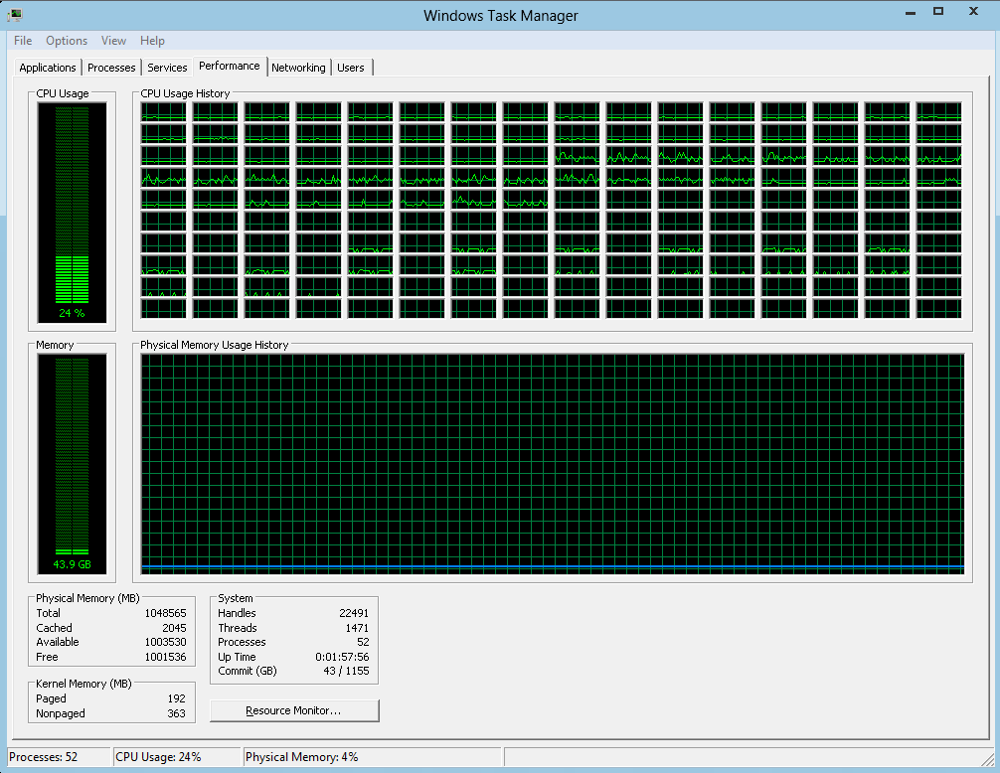 Windows Task Manager
File Options View Help
Applications Processes Services Performance Networking Users
CPU Usage
24 %
CPU Usage History
Memory
43.9 GB
Physical Memory Usage History
Physical Memory (MB)
Total 1048565
Cached 2045
Available 1003530
Free 1001536
Kernel Memory (MB)
Paged 192
Nonpaged 363
System
Handles 22491
Threads 1471
Processes 52
Up Time 0:01:57:56
Commit (GB) 43 / 1155
Resource Monitor...
Processes: 52 CPU Usage: 24% Physical Memory: 4%